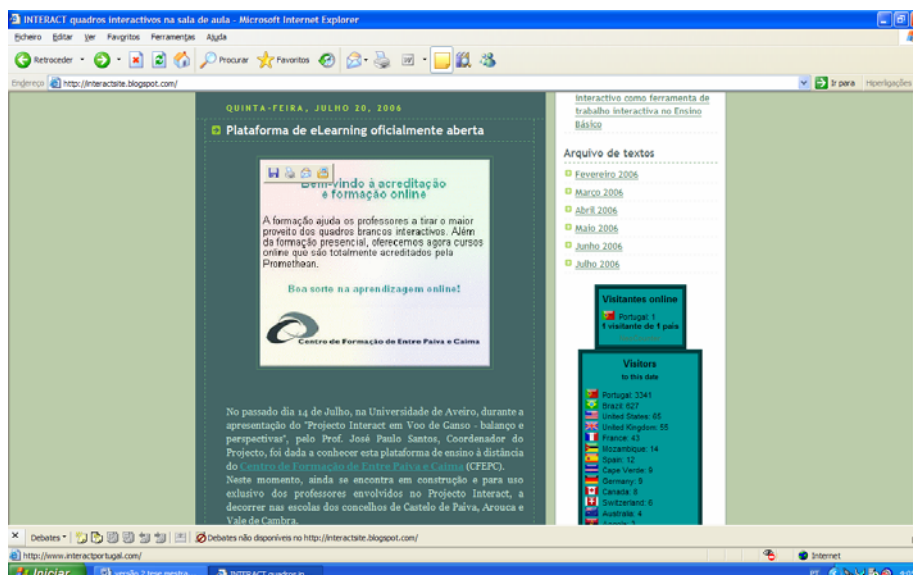 INTERACT quadros interactivos na sala de aula - Microsoft Internet Explorer
Ficheiro Editar Ver Favoritos Ferramentas Ajuda
Retroceder Procurar Favoritos
Endereço http://interactsite.blogspot.com/ Ir para Hiperligações
QUINTA-FEIRA, JULHO 20, 2006
Plataforma de eLearning oficialmente aberta
Bem-vindo à acreditação
e formação online
A formação ajuda os professores a tirar o maior
proveito dos quadros brancos interactivos. Além
da formação presencial, oferecemos agora cursos
online que são totalmente acreditados pela
Promethean.
Boa sorte na aprendizagem online!
Centro de Formação de Entre Paiva e Caima
No passado dia 14 de Julho, na Universidade de Aveiro, durante a
apresentação do "Projecto Interact em Voo de Ganso - balanço e
perspectivas", pelo Prof. José Paulo Santos, Coordenador do
Projecto, foi dada a conhecer esta plataforma de ensino à distância
do Centro de Formação de Entre Paiva e Caima (CFEPC).
Neste momento, ainda se encontra em construção e para uso
exlusivo dos professores envolvidos no Projecto Interact, a
decorrer nas escolas dos concelhos de Castelo de Paiva, Arouca e
Vale de Cambra.
Interactivo como ferramenta de
trabalho interactiva no Ensino
Básico
Arquivo de textos
Fevereiro 2006
Março 2006
Abril 2006
Maio 2006
Junho 2006
Julho 2006
Visitantes online
Portugal: 1
1 visitante de 1 país
Visitors
to this date
Portugal: 3341
Brazil: 627
United States: 65
United Kingdom: 55
France: 43
Mozambique: 14
Spain: 12
Cape Verde: 9
Germany: 9
Canada: 8
Switzerland: 6
Australia: 4
Debates Debates não disponíveis no http://interactsite.blogspot.com/
http://www.interactportugal.com/ Internet
Iniciar versão 2 tese mestra... INTERACT quadros in... PT